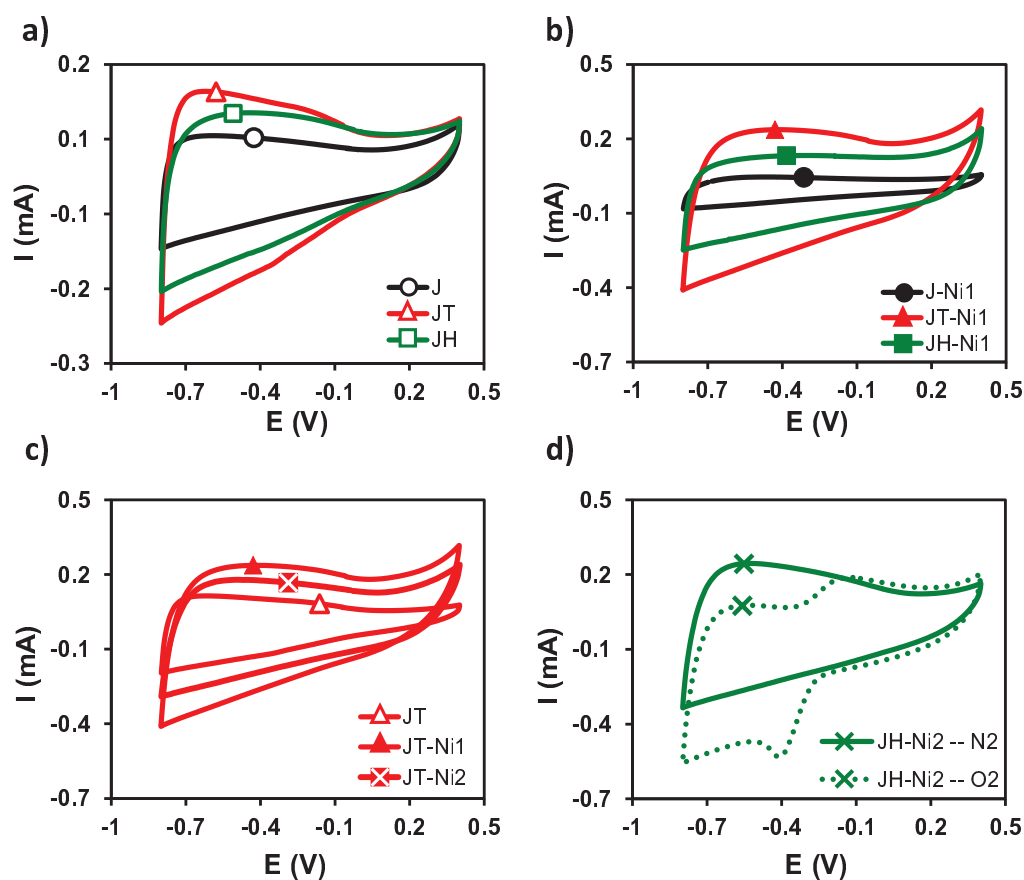 a)
0.2
0.1
-0.1
-0.2
-0.3
I (mA)
-1 -0.7 -0.4 -0.1 0.2 0.5
E (V)
J
JT
JH
b)
0.5
0.2
-0.1
-0.4
-0.7
I (mA)
-1 -0.7 -0.4 -0.1 0.2 0.5
E (V)
J-Ni1
JT-Ni1
JH-Ni1
c)
0.5
0.2
-0.1
-0.4
-0.7
I (mA)
-1 -0.7 -0.4 -0.1 0.2 0.5
E (V)
JT
JT-Ni1
JT-Ni2
d)
0.5
0.2
-0.1
-0.4
-0.7
I (mA)
-1 -0.7 -0.4 -0.1 0.2 0.5
E (V)
JH-Ni2 -- N2
JH-Ni2 -- O2